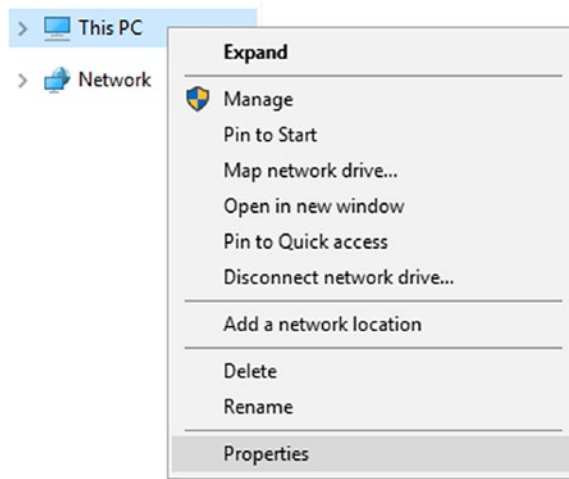 This PC
Network
Expand
Manage
Pin to Start
Map network drive...
Open in new window
Pin to Quick access
Disconnect network drive...
Add a network location
Delete
Rename
Properties